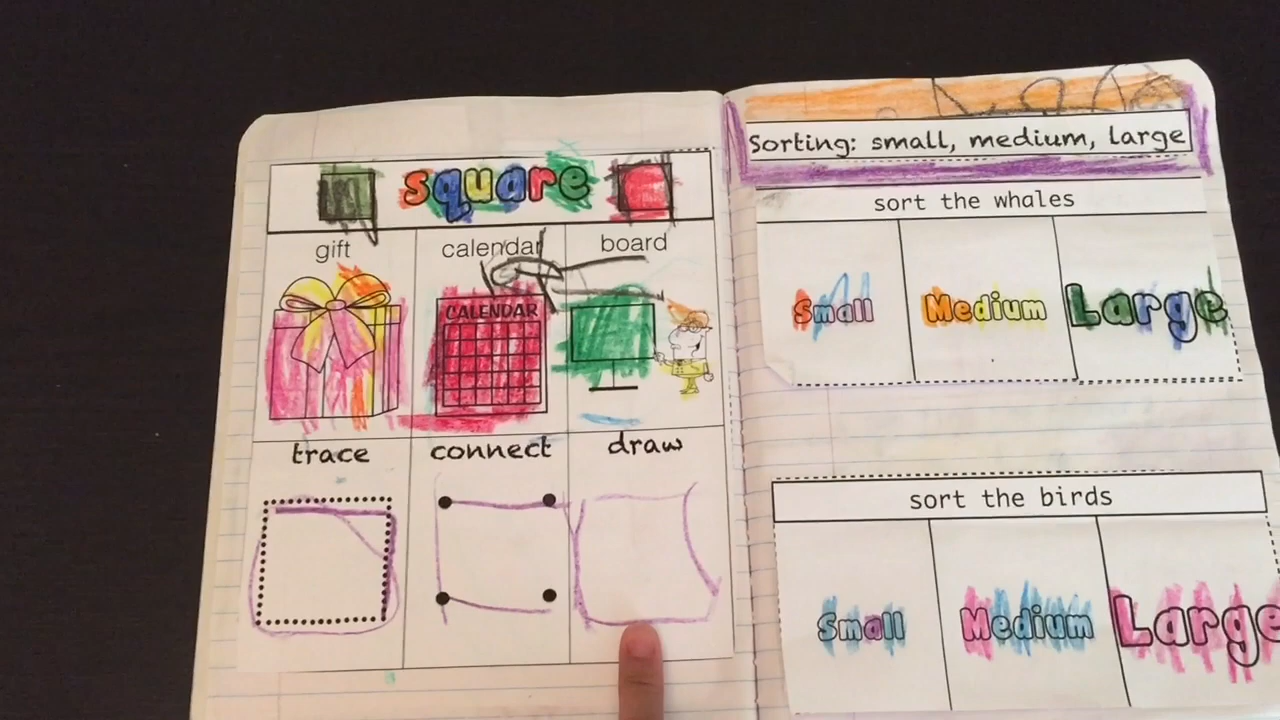 square
gift calendar board
CALENDAR
trace connect draw
Sorting: small, medium, large
sort the whales
Small Medium Large
sort the birds
Small Medium Large